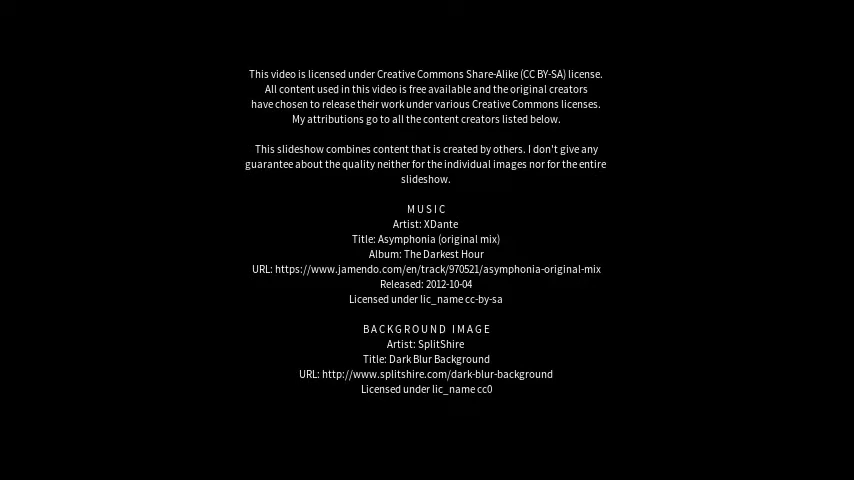 This video is licensed under Creative Commons Share-Alike (CC BY-SA) license.
All content used in this video is free available and the original creators
have chosen to release their work under various Creative Commons licenses.
My attributions go to all the content creators listed below.
This slideshow combines content that is created by others. I don't give any
guarantee about the quality neither for the individual images nor for the entire
slideshow.
M U S I C
Artist: XDante
Title: Asymphonia (original mix)
Album: The Darkest Hour
URL: https://www.jamendo.com/en/track/970521/asymphonia-original-mix
Released: 2012-10-04
Licensed under lic_name cc-by-sa
B A C K G R O U N D   I M A G E
Artist: SplitShire
Title: Dark Blur Background
URL: http://www.splitshire.com/dark-blur-background
Licensed under lic_name cc0